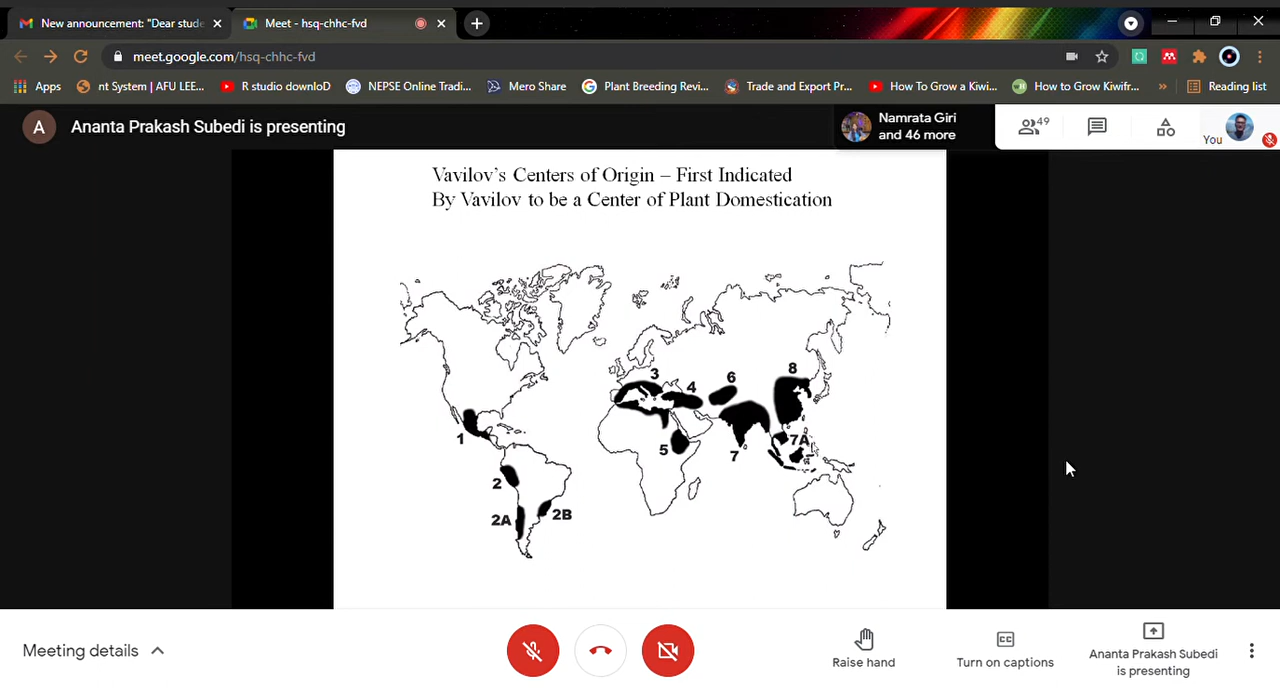 New announcement: "Dear stude
Meet - hsq-chhc-fvd
meet.google.com/hsq-chhc-fvd
Apps
nt System | AFU LEE...
R studio downloD
NEPSE Online Tradi...
Mero Share
Plant Breeding Revi...
Trade and Export Pr...
How To Grow a Kiwi...
How to Grow Kiwifr...
»
Reading list
A
Ananta Prakash Subedi is presenting
Namrata Giri
and 46 more
49
You
Vavilov's Centers of Origin – First Indicated
By Vavilov to be a Center of Plant Domestication
3
4
6
8
1
5
7
7A
2
2A
2B
Meeting details
Raise hand
Turn on captions
Ananta Prakash Subedi
is presenting